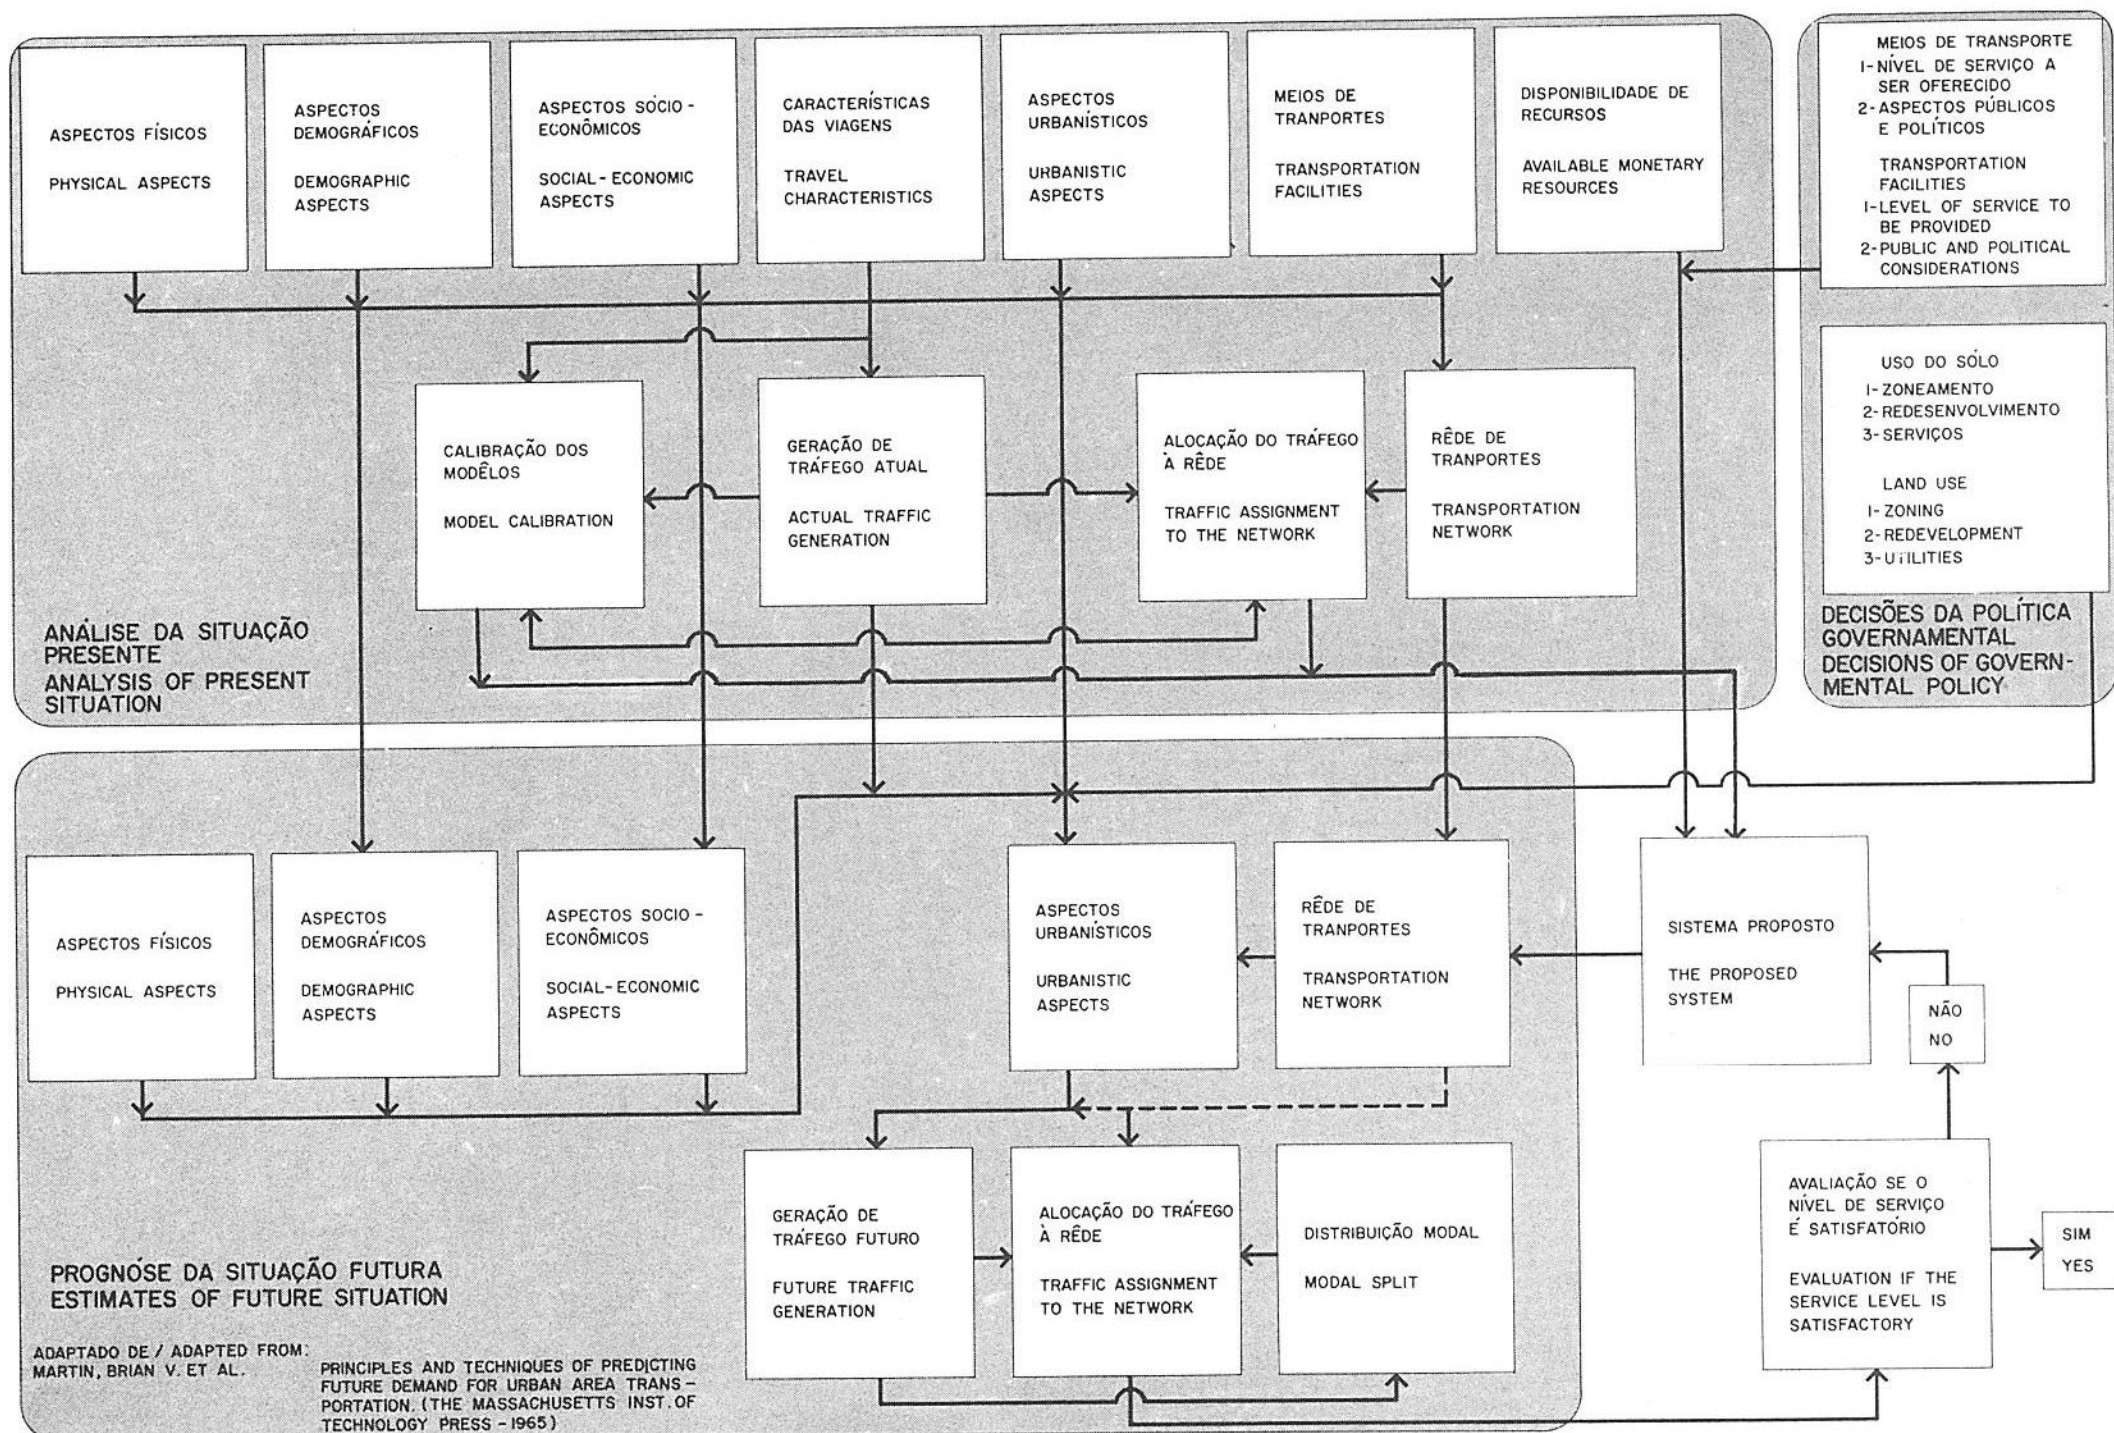 ASPECTOS FÍSICOS
PHYSICAL ASPECTS
ASPECTOS
DEMOGRÁFICOS
DEMOGRAPHIC
ASPECTS
ASPECTOS SÓCIO-
ECONÔMICOS
SOCIAL-ECONOMIC
ASPECTS
CARACTERÍSTICAS
DAS VIAGENS
TRAVEL
CHARACTERISTICS
ASPECTOS
URBANÍSTICOS
URBANISTIC
ASPECTS
MEIOS DE
TRANPORTES
TRANSPORTATION
FACILITIES
DISPONIBILIDADE DE
RECURSOS
AVAILABLE MONETARY
RESOURCES
MEIOS DE TRANSPORTE
1-NÍVEL DE SERVIÇO A
SER OFERECIDO
2-ASPECTOS PÚBLICOS
E POLÍTICOS
TRANSPORTATION
FACILITIES
1-LEVEL OF SERVICE TO
BE PROVIDED
2-PUBLIC AND POLITICAL
CONSIDERATIONS
USO DO SÓLO
1-ZONEAMENTO
2-REDESENVOLVIMENTO
3-SERVIÇOS
LAND USE
1-ZONING
2-REDEVELOPMENT
3-UTILITIES
DECISÕES DA POLÍTICA
GOVERNAMENTAL
DECISIONS OF GOVERN-
MENTAL POLICY
CALIBRAÇÃO DOS
MODÊLOS
MODEL CALIBRATION
GERAÇÃO DE
TRÁFEGO ATUAL
ACTUAL TRAFFIC
GENERATION
ALOCAÇÃO DO TRÁFEGO
À RÊDE
TRAFFIC ASSIGNMENT
TO THE NETWORK
RÊDE DE
TRANPORTES
TRANSPORTATION
NETWORK
ANÁLISE DA SITUAÇÃO
PRESENTE
ANALYSIS OF PRESENT
SITUATION
ASPECTOS FÍSICOS
PHYSICAL ASPECTS
ASPECTOS
DEMOGRÁFICOS
DEMOGRAPHIC
ASPECTS
ASPECTOS SOCIO-
ECONÔMICOS
SOCIAL-ECONOMIC
ASPECTS
ASPECTOS
URBANÍSTICOS
URBANISTIC
ASPECTS
RÊDE DE
TRANPORTES
TRANSPORTATION
NETWORK
SISTEMA PROPOSTO
THE PROPOSED
SYSTEM
NÃO
NO
GERAÇÃO DE
TRÁFEGO FUTURO
FUTURE TRAFFIC
GENERATION
ALOCAÇÃO DO TRÁFEGO
À RÊDE
TRAFFIC ASSIGNMENT
TO THE NETWORK
DISTRIBUIÇÃO MODAL
MODAL SPLIT
AVALIAÇÃO SE O
NÍVEL DE SERVIÇO
É SATISFATÓRIO
EVALUATION IF THE
SERVICE LEVEL IS
SATISFACTORY
SIM
YES
PROGNÓSE DA SITUAÇÃO FUTURA
ESTIMATES OF FUTURE SITUATION
ADAPTADO DE / ADAPTED FROM:
MARTIN, BRIAN V. ET AL.
PRINCIPLES AND TECHNIQUES OF PREDICTING
FUTURE DEMAND FOR URBAN AREA TRANS-
PORTATION. (THE MASSACHUSETTS INST. OF
TECHNOLOGY PRESS - 1965)